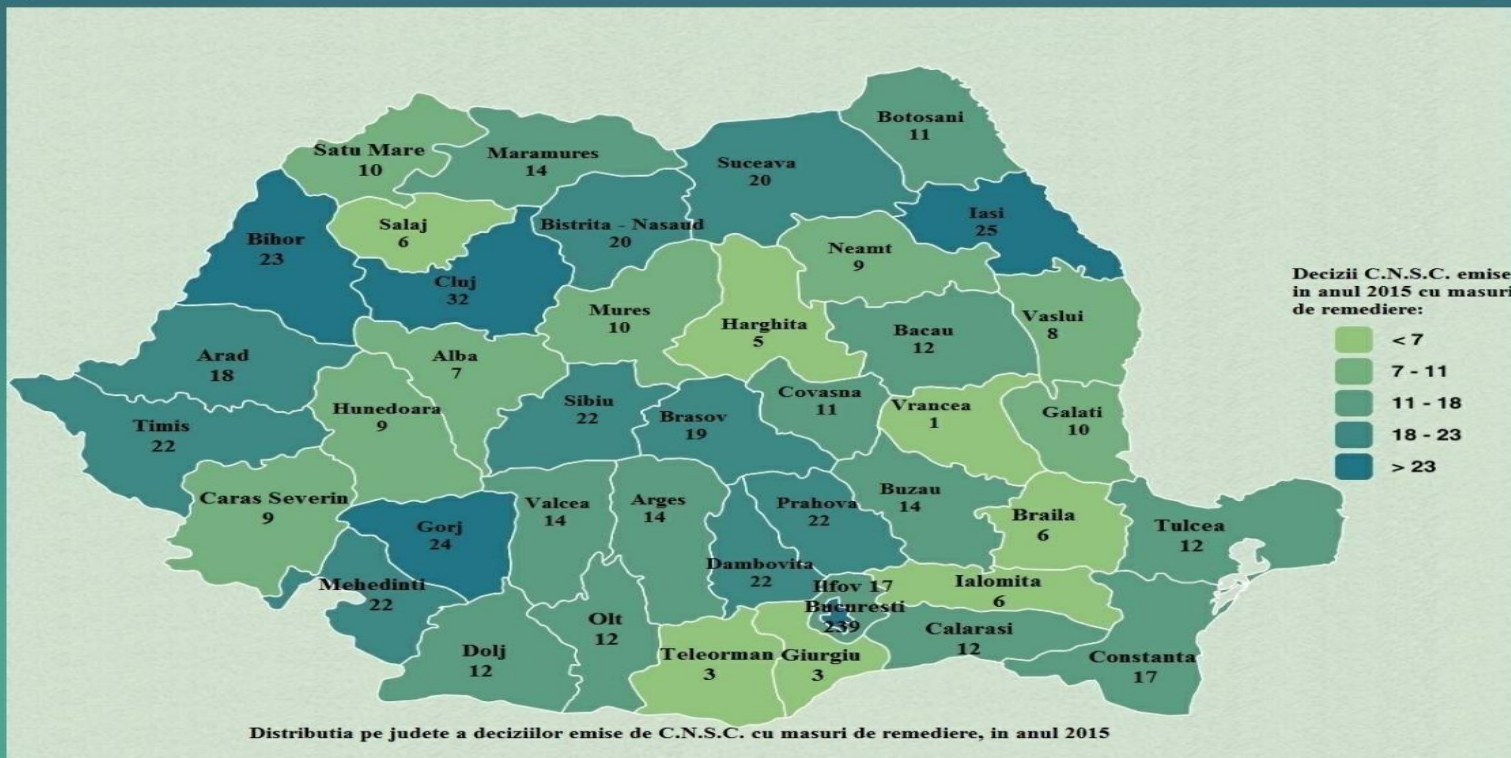 Botosani
11
Satu Mare
10
Maramures
14
Suceava
20
Iasi
25
Salaj
6
Bistrita - Nasaud
20
Bihor
23
Neamt
9
Cluj
32
Mures
10
Harghita
5
Bacau
12
Vaslui
8
Arad
18
Alba
7
Hunedoara
9
Sibiu
22
Brasov
19
Covasna
11
Vrancea
1
Galati
10
Timis
22
Caras Severin
9
Gorj
24
Valcea
14
Arges
14
Prahova
22
Buzau
14
Braila
6
Tulcea
12
Mehedinti
22
Dambovita
22
Ilfov 17
Bucuresti
239
Ialomita
6
Olt
12
Dolj
12
Teleorman
3
Giurgiu
3
Calarasi
12
Constanta
17
Decizii C.N.S.C. emise
in anul 2015 cu masuri
de remediere:
< 7
7 - 11
11 - 18
18 - 23
> 23
Distributia pe judete a deciziilor emise de C.N.S.C. cu masuri de remediere, in anul 2015